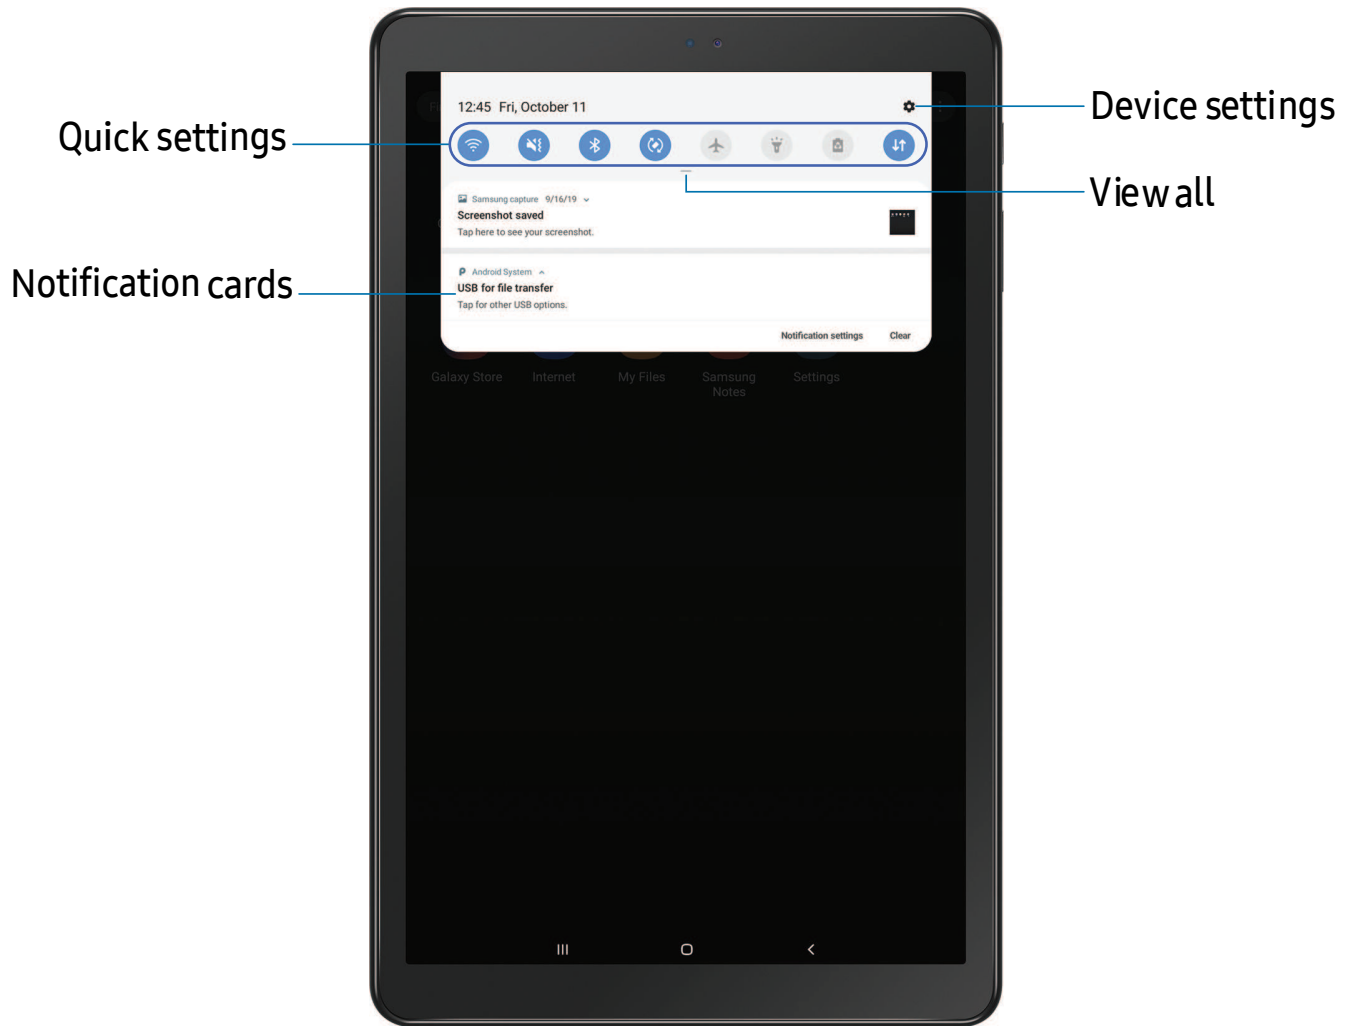 12:45 Fri, October 11
Device settings
Quick settings
View all
Samsung capture 9/16/19
Screenshot saved
Tap here to see your screenshot.
Notification cards
Android System
USB for file transfer
Tap for other USB options.
Notification settings Clear
Galaxy Store Internet My Files Samsung Notes Settings